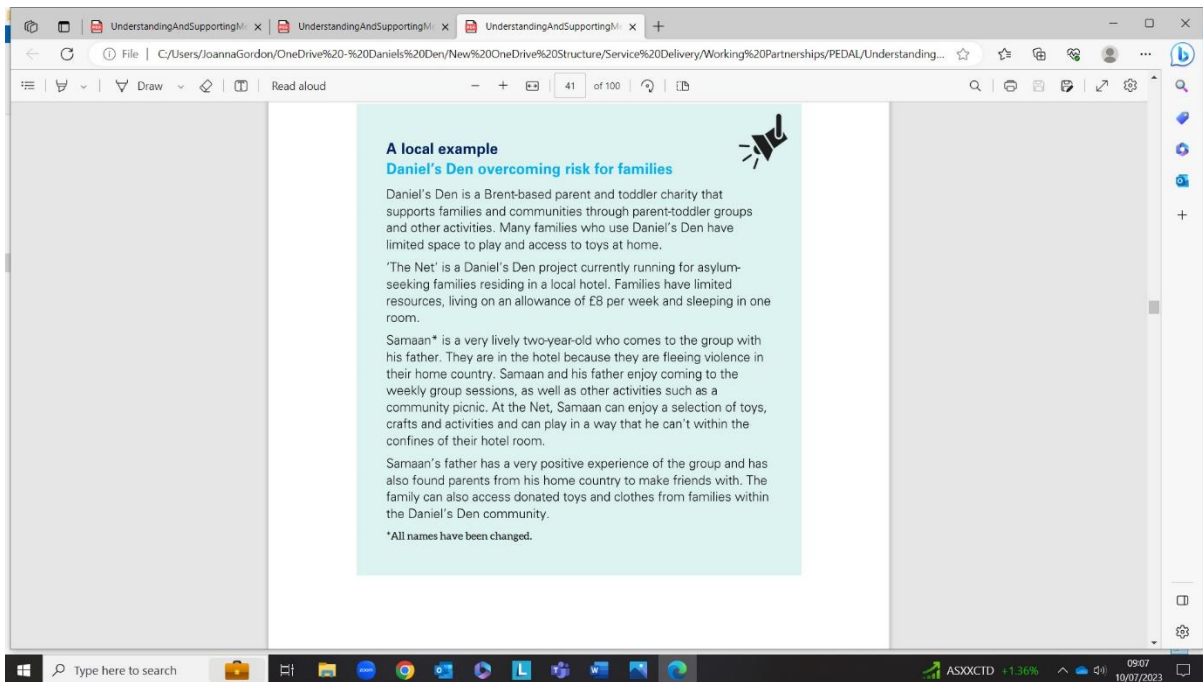 UnderstandingAndSupportingMe
UnderstandingAndSupportingMe
UnderstandingAndSupportingMe
File
C:/Users/JoannaGordon/OneDrive%20-%20Daniels%20Den/New%20OneDrive%20Structure/Service%20Delivery/Working%20Partnerships/PEDAL/Understanding...
Draw
Read aloud
41 of 100
A local example
Daniel's Den overcoming risk for families
Daniel's Den is a Brent-based parent and toddler charity that
supports families and communities through parent-toddler groups
and other activities. Many families who use Daniel's Den have
limited space to play and access to toys at home.
'The Net' is a Daniel's Den project currently running for asylum-
seeking families residing in a local hotel. Families have limited
resources, living on an allowance of £8 per week and sleeping in one
room.
Samaan* is a very lively two-year-old who comes to the group with
his father. They are in the hotel because they are fleeing violence in
their home country. Samaan and his father enjoy coming to the
weekly group sessions, as well as other activities such as a
community picnic. At the Net, Samaan can enjoy a selection of toys,
crafts and activities and can play in a way that he can't within the
confines of their hotel room.
Samaan's father has a very positive experience of the group and has
also found parents from his home country to make friends with. The
family can also access donated toys and clothes from families within
the Daniel's Den community.
*All names have been changed.
Type here to search
ASXXCTD +1.36%
09:07
10/07/2023